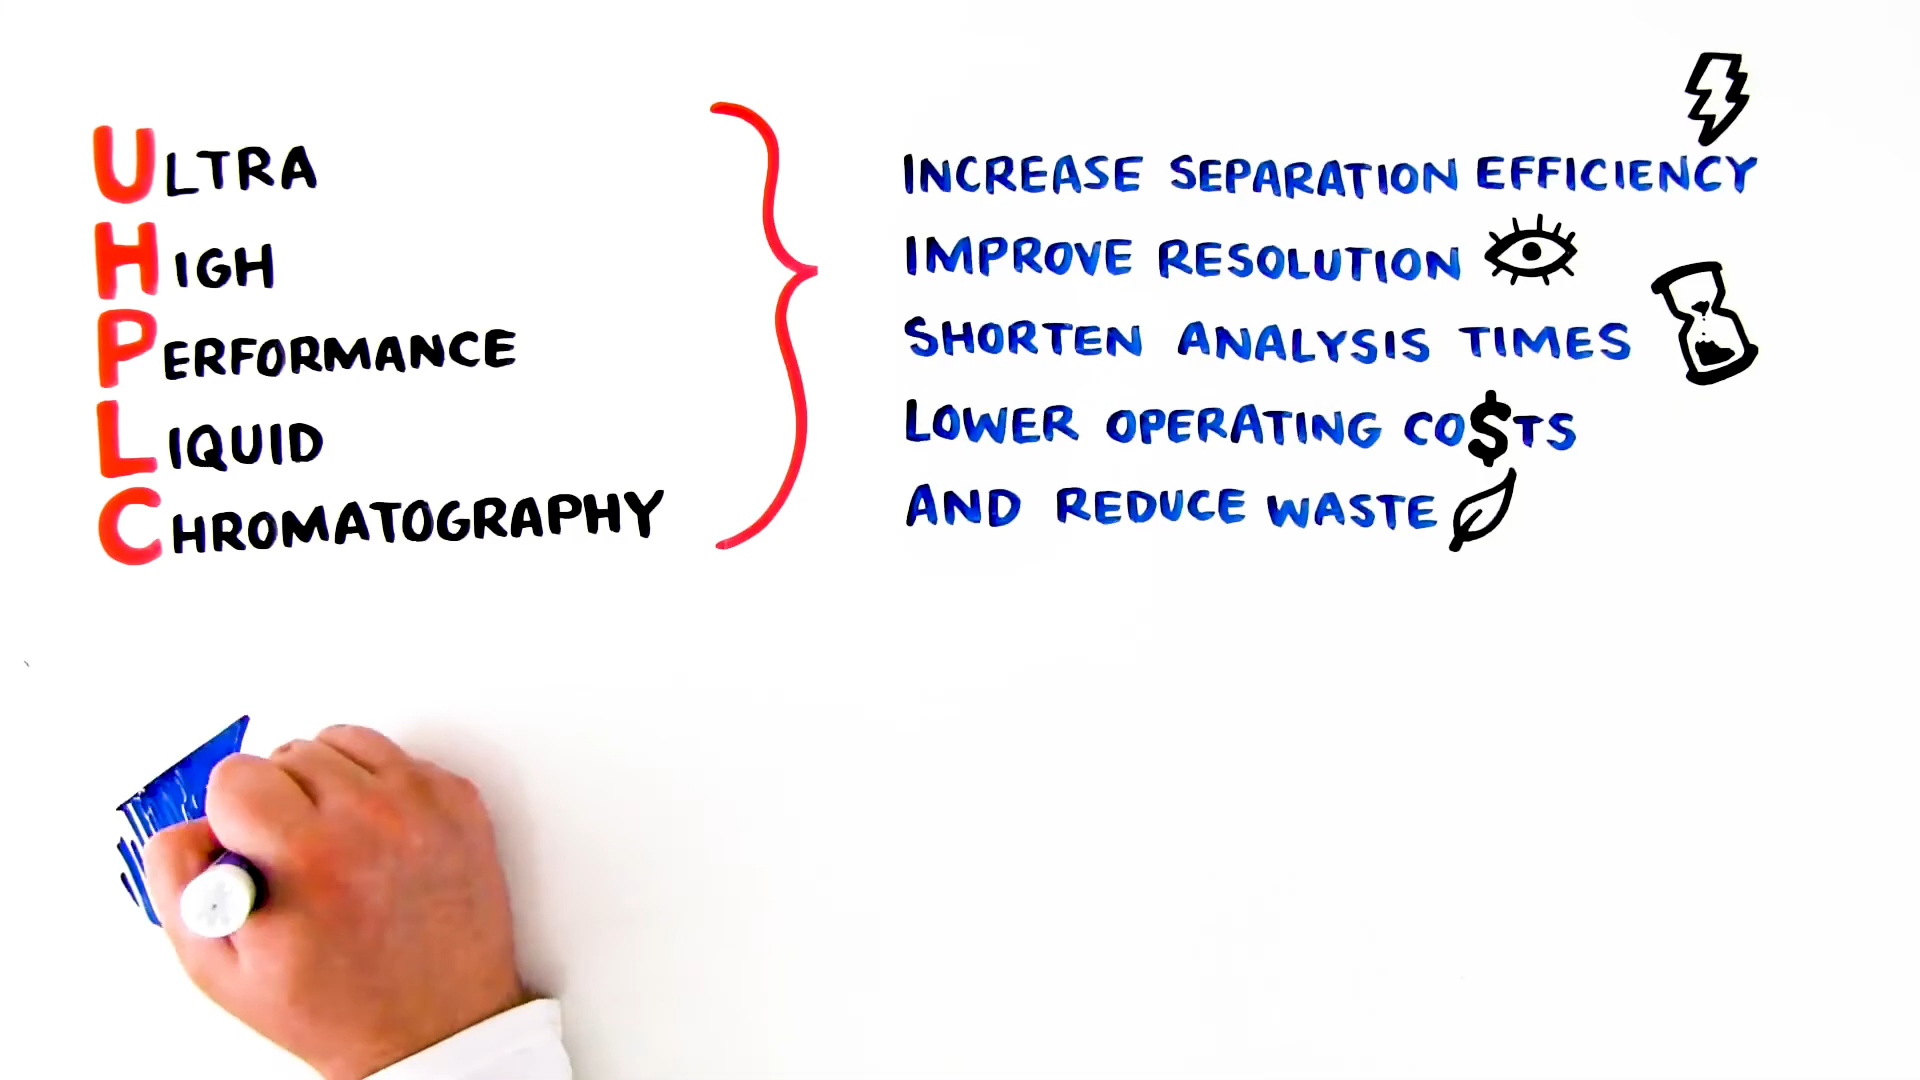 ULTRA
HIGH
PERFORMANCE
LIQUID
CHROMATOGRAPHY
INCREASE SEPARATION EFFICIENCY
IMPROVE RESOLUTION
SHORTEN ANALYSIS TIMES
LOWER OPERATING CO$TS
AND REDUCE WASTE